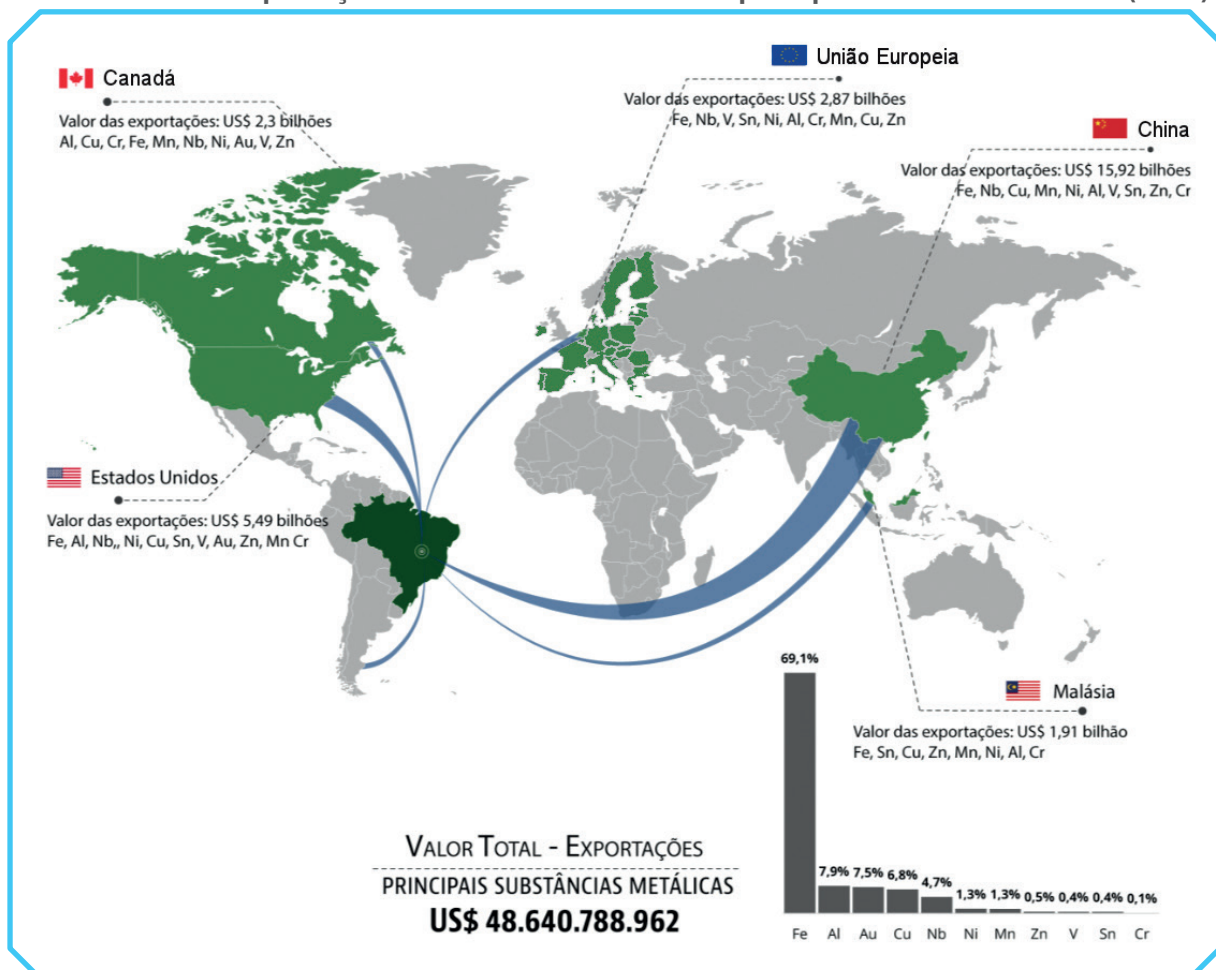 Canadá
Valor das exportações: US$ 2,3 bilhões
Al, Cu, Cr, Fe, Mn, Nb, Ni, Au, V, Zn
União Europeia
Valor das exportações: US$ 2,87 bilhões
Fe, Nb, V, Sn, Ni, Al, Cr, Mn, Cu, Zn
China
Valor das exportações: US$ 15,92 bilhões
Fe, Nb, Cu, Mn, Ni, Al, V, Sn, Zn, Cr
Estados Unidos
Valor das exportações: US$ 5,49 bilhões
Fe, Al, Nb,, Ni, Cu, Sn, V, Au, Zn, Mn Cr
Malásia
Valor das exportações: US$ 1,91 bilhão
Fe, Sn, Cu, Zn, Mn, Ni, Al, Cr
VALOR TOTAL - EXPORTAÇÕES
PRINCIPAIS SUBSTÂNCIAS METÁLICAS
US$ 48.640.788.962
69,1% 7,9% 7,5% 6,8% 4,7% 1,3% 1,3% 0,5% 0,4% 0,4% 0,1%
Fe Al Au Cu Nb Ni Mn Zn V Sn Cr